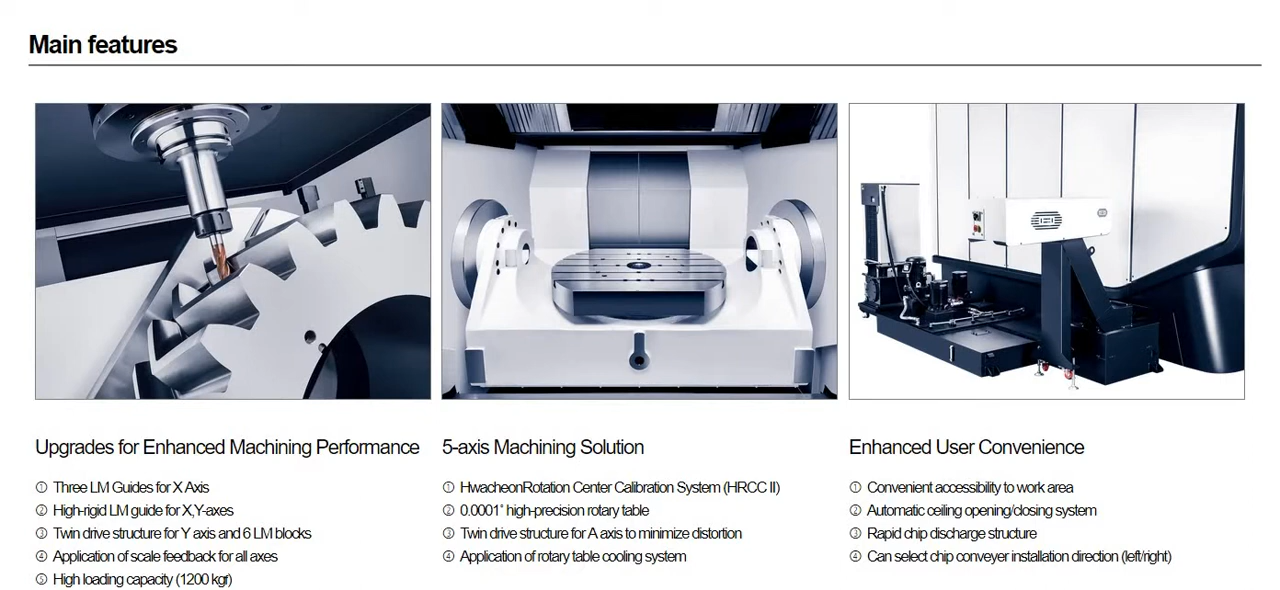 Main features
Upgrades for Enhanced Machining Performance
① Three LM Guides for X Axis
② High-rigid LM guide for X,Y-axes
③ Twin drive structure for Y axis and 6 LM blocks
④ Application of scale feedback for all axes
⑤ High loading capacity (1200 kgf)
5-axis Machining Solution
① HwacheonRotation Center Calibration System (HRCC II)
② 0.0001° high-precision rotary table
③ Twin drive structure for A axis to minimize distortion
④ Application of rotary table cooling system
Enhanced User Convenience
① Convenient accessibility to work area
② Automatic ceiling opening/closing system
③ Rapid chip discharge structure
④ Can select chip conveyer installation direction (left/right)